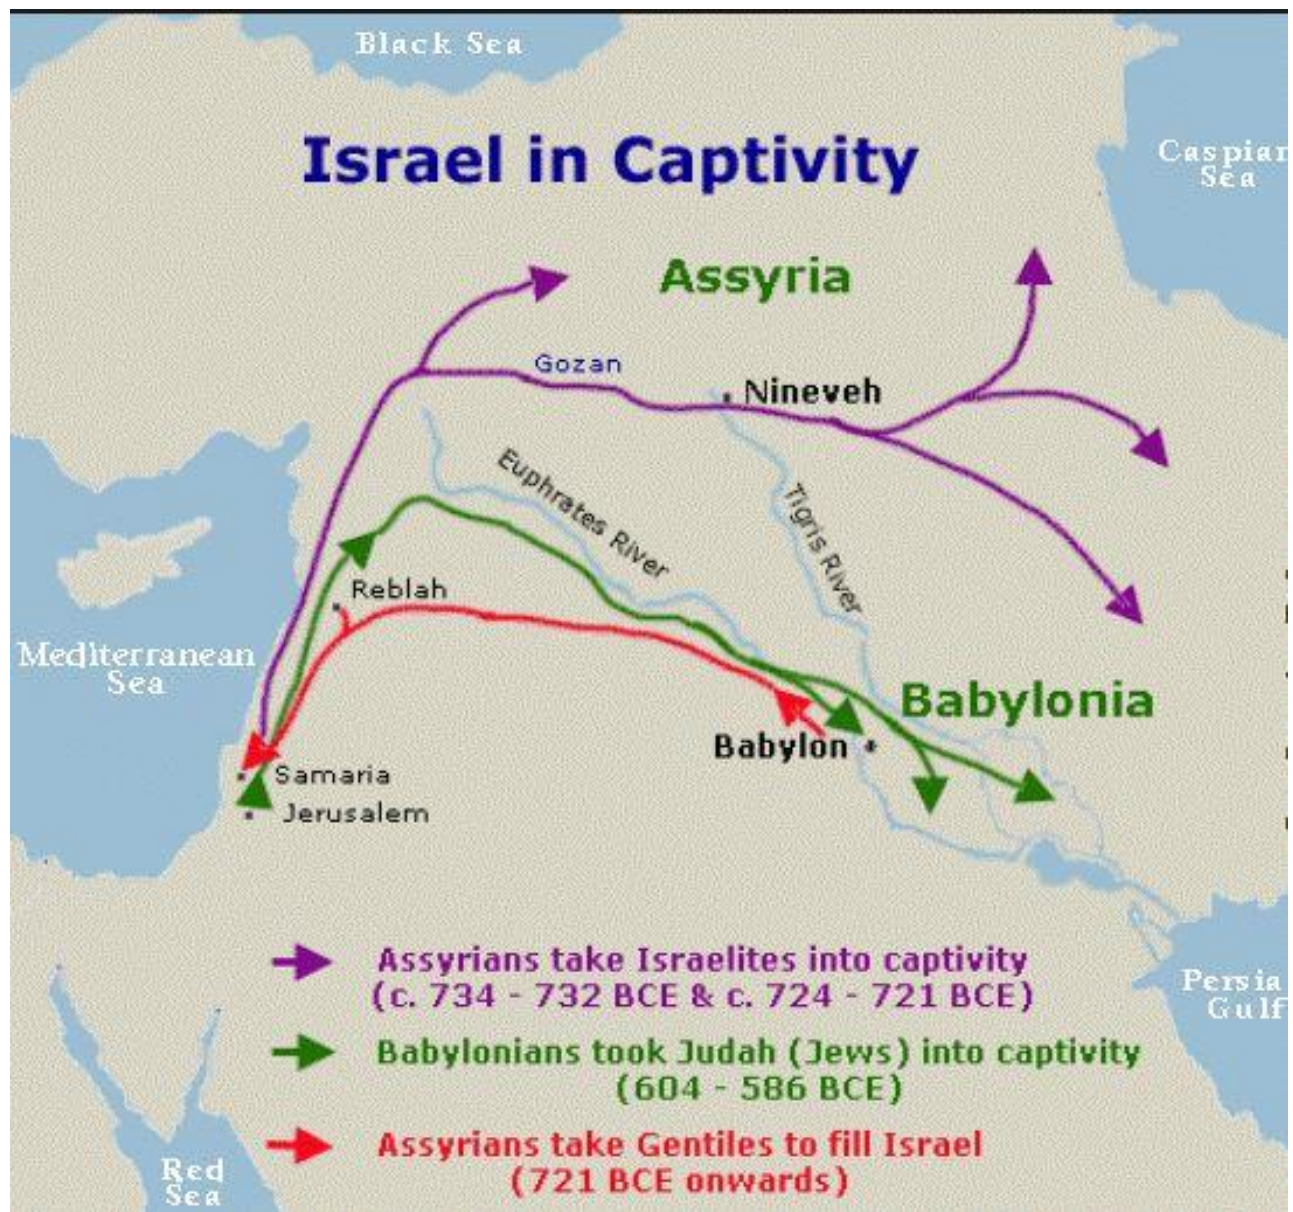 Black Sea
Caspian
Sea
Israel in Captivity
Assyria
Gozan
Nineveh
Euphrates River
Tigris River
Reblah
Mediterranean
Sea
Babylonia
Babylon
Samaria
Jerusalem
Assyrians take Israelites into captivity
(c. 734 - 732 BCE & c. 724 - 721 BCE)
Persia
Gulf
Babylonians took Judah (Jews) into captivity
(604 - 586 BCE)
Assyrians take Gentiles to fill Israel
(721 BCE onwards)
Red
Sea